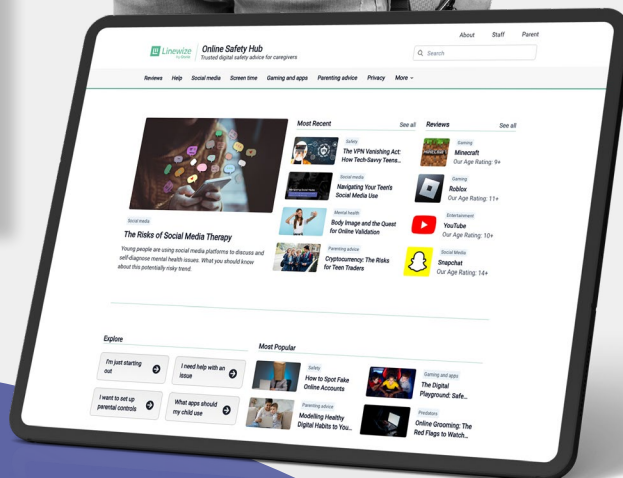 About Staff Parent
Linewize
by Qoria
Online Safety Hub
Trusted digital safety advice for caregivers
Search
Reviews Help Social media Screen time Gaming and apps Parenting advice Privacy More
Social media
The Risks of Social Media Therapy
Young people are using social media platforms to discuss and
self-diagnose mental health issues. What you should know
about this potentially risky trend.
Most Recent See all
Safety
The VPN Vanishing Act:
How Tech-Savvy Teens...
Social media
Navigating Your Teen's
Social Media Use
Mental health
Body Image and the Quest
for Online Validation
Parenting advice
Cryptocurrency: The Risks
for Teen Traders
Reviews See all
Gaming
Minecraft
Our Age Rating: 9+
Gaming
Roblox
Our Age Rating: 11+
Entertainment
YouTube
Our Age Rating: 10+
Social Media
Snapchat
Our Age Rating: 14+
Explore
I'm just starting
out
I need help with an
issue
I want to set up
parental controls
What apps should
my child use
Most Popular
Safety
How to Spot Fake
Online Accounts
Parenting advice
Modelling Healthy
Digital Habits to You...
Gaming and apps
The Digital
Playground: Safe...
Predators
Online Grooming: The
Red Flags to Watch...